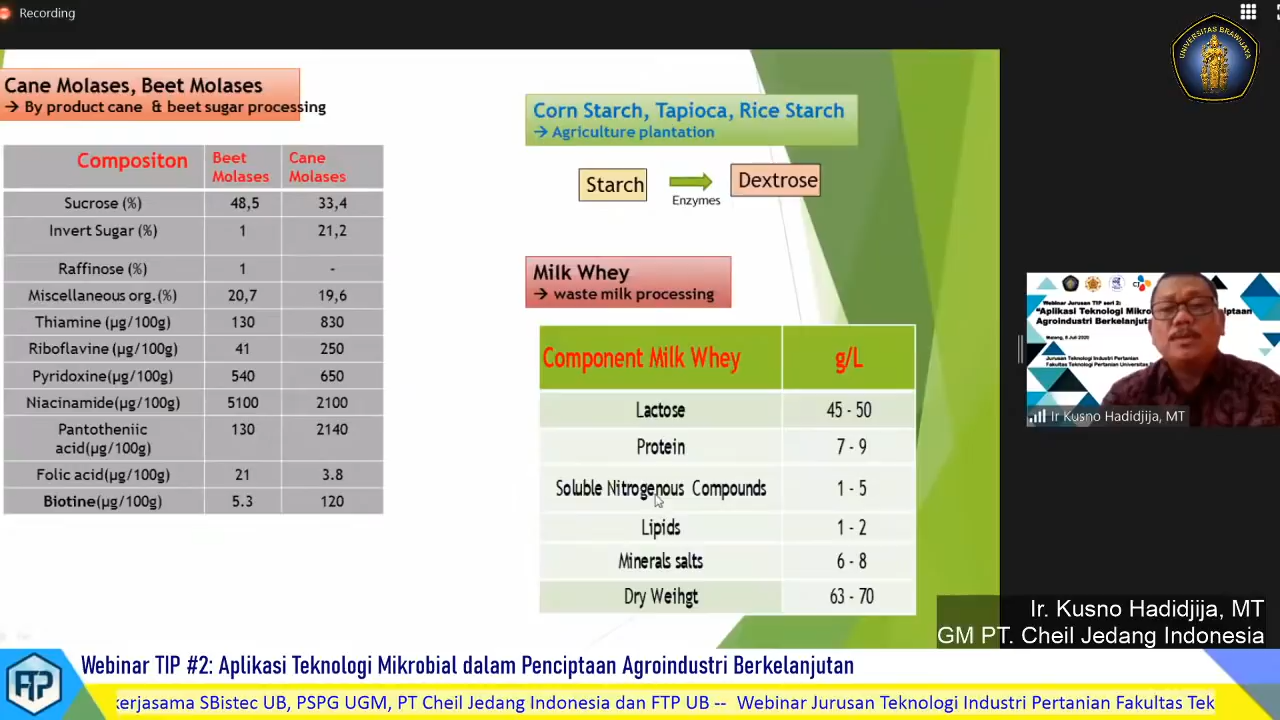 Recording
UNIVERSITAS BRAWIJAYA
Cane Molases, Beet Molases
→ By product cane & beet sugar processing
Compositon Beet Molases Cane Molases
Sucrose (%) 48,5 33,4
Invert Sugar (%) 1 21,2
Raffinose (%) 1 -
Miscellaneous org.(%) 20,7 19,6
Thiamine (µg/100g) 130 830
Riboflavine (µg/100g) 41 250
Pyridoxine(µg/100g) 540 650
Niacinamide(µg/100g) 5100 2100
Pantotheniic acid(µg/100g) 130 2140
Folic acid(µg/100g) 21 3.8
Biotine(µg/100g) 5.3 120
Corn Starch, Tapioca, Rice Starch
→ Agriculture plantation
Starch Dextrose
Enzymes
Milk Whey
→ waste milk processing
Component Milk Whey g/L
Lactose 45 - 50
Protein 7 - 9
Soluble Nitrogenous Compounds 1 - 5
Lipids 1 - 2
Minerals salts 6 - 8
Dry Weihgt 63 - 70
Webinar Jurusan TIP seri 2:
"Aplikasi Teknologi ciptaan
Agroindustri
Malang, 8 Juli 2020
Jurusan Teknologi Industri Pertanian
Fakultas Teknologi Pertanian Universitas
Ir Kusno Hadidjija, MT
Ir. Kusno Hadidjija, MT
GM PT. Cheil Jedang Indonesia
Webinar TIP #2: Aplikasi Teknologi Mikrobial dalam Penciptaan Agroindustri Berkelanjutan
kerjasama SBistec UB, PSPG UGM, PT Cheil Jedang Indonesia dan FTP UB -- Webinar Jurusan Teknologi Industri Pertanian Fakultas Tek